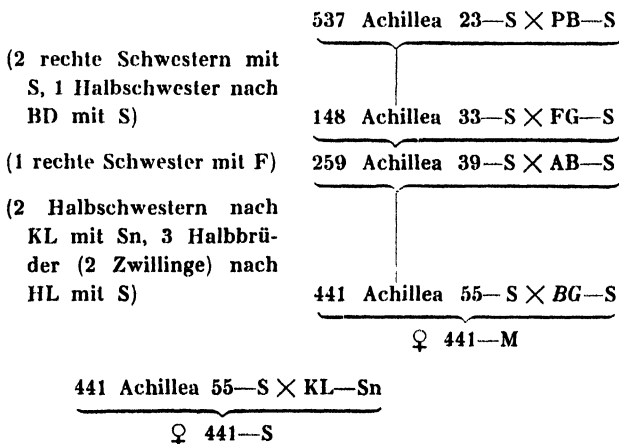 537 Achillea 23—S × PB—S
(2 rechte Schwestern mit
S, 1 Halbschwester nach
BD mit S)
148 Achillea 33—S × FG—S
(1 rechte Schwester mit F)
259 Achillea 39—S × AB—S
(2 Halbschwestern nach
KL mit Sn, 3 Halbbrü-
der (2 Zwillinge) nach
HL mit S)
441 Achillea 55— S × BG—S
♀ 441—M
441 Achillea 55—S × KL—Sn
♀ 441—S